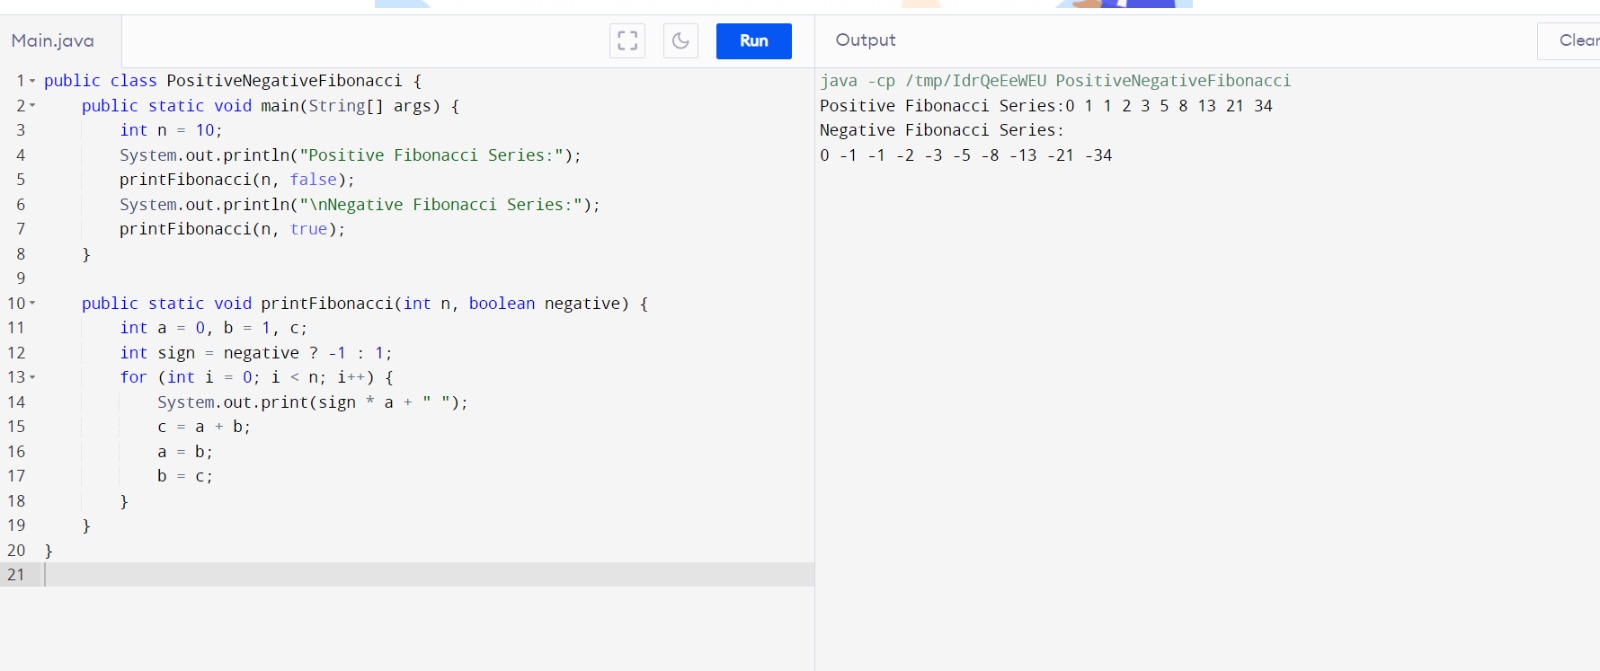 Main.java
Run
Output
Clear
1 public class PositiveNegativeFibonacci {
2     public static void main(String[] args) {
3         int n = 10;
4         System.out.println("Positive Fibonacci Series:");
5         printFibonacci(n, false);
6         System.out.println("\nNegative Fibonacci Series:");
7         printFibonacci(n, true);
8     }
9
10     public static void printFibonacci(int n, boolean negative) {
11         int a = 0, b = 1, c;
12         int sign = negative ? -1 : 1;
13         for (int i = 0; i < n; i++) {
14             System.out.print(sign * a + " ");
15             c = a + b;
16             a = b;
17             b = c;
18         }
19     }
20 }
21
java -cp /tmp/IdrQeEeWEU PositiveNegativeFibonacci
Positive Fibonacci Series:0 1 1 2 3 5 8 13 21 34
Negative Fibonacci Series:
0 -1 -1 -2 -3 -5 -8 -13 -21 -34